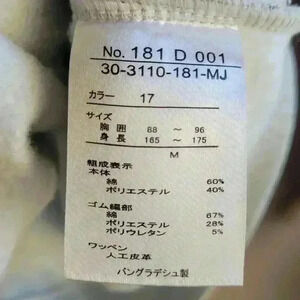 No. 181 D 001
30-3110-181-MJ
カラー 17
サイズ
胸囲 88 ～ 96
身長 165 ～ 175
M
組成表示
本体
綿 60%
ポリエステル 40%
ゴム編部
綿 67%
ポリエステル 28%
ポリウレタン 5%
ワッペン
人工皮革
バングラデシュ製